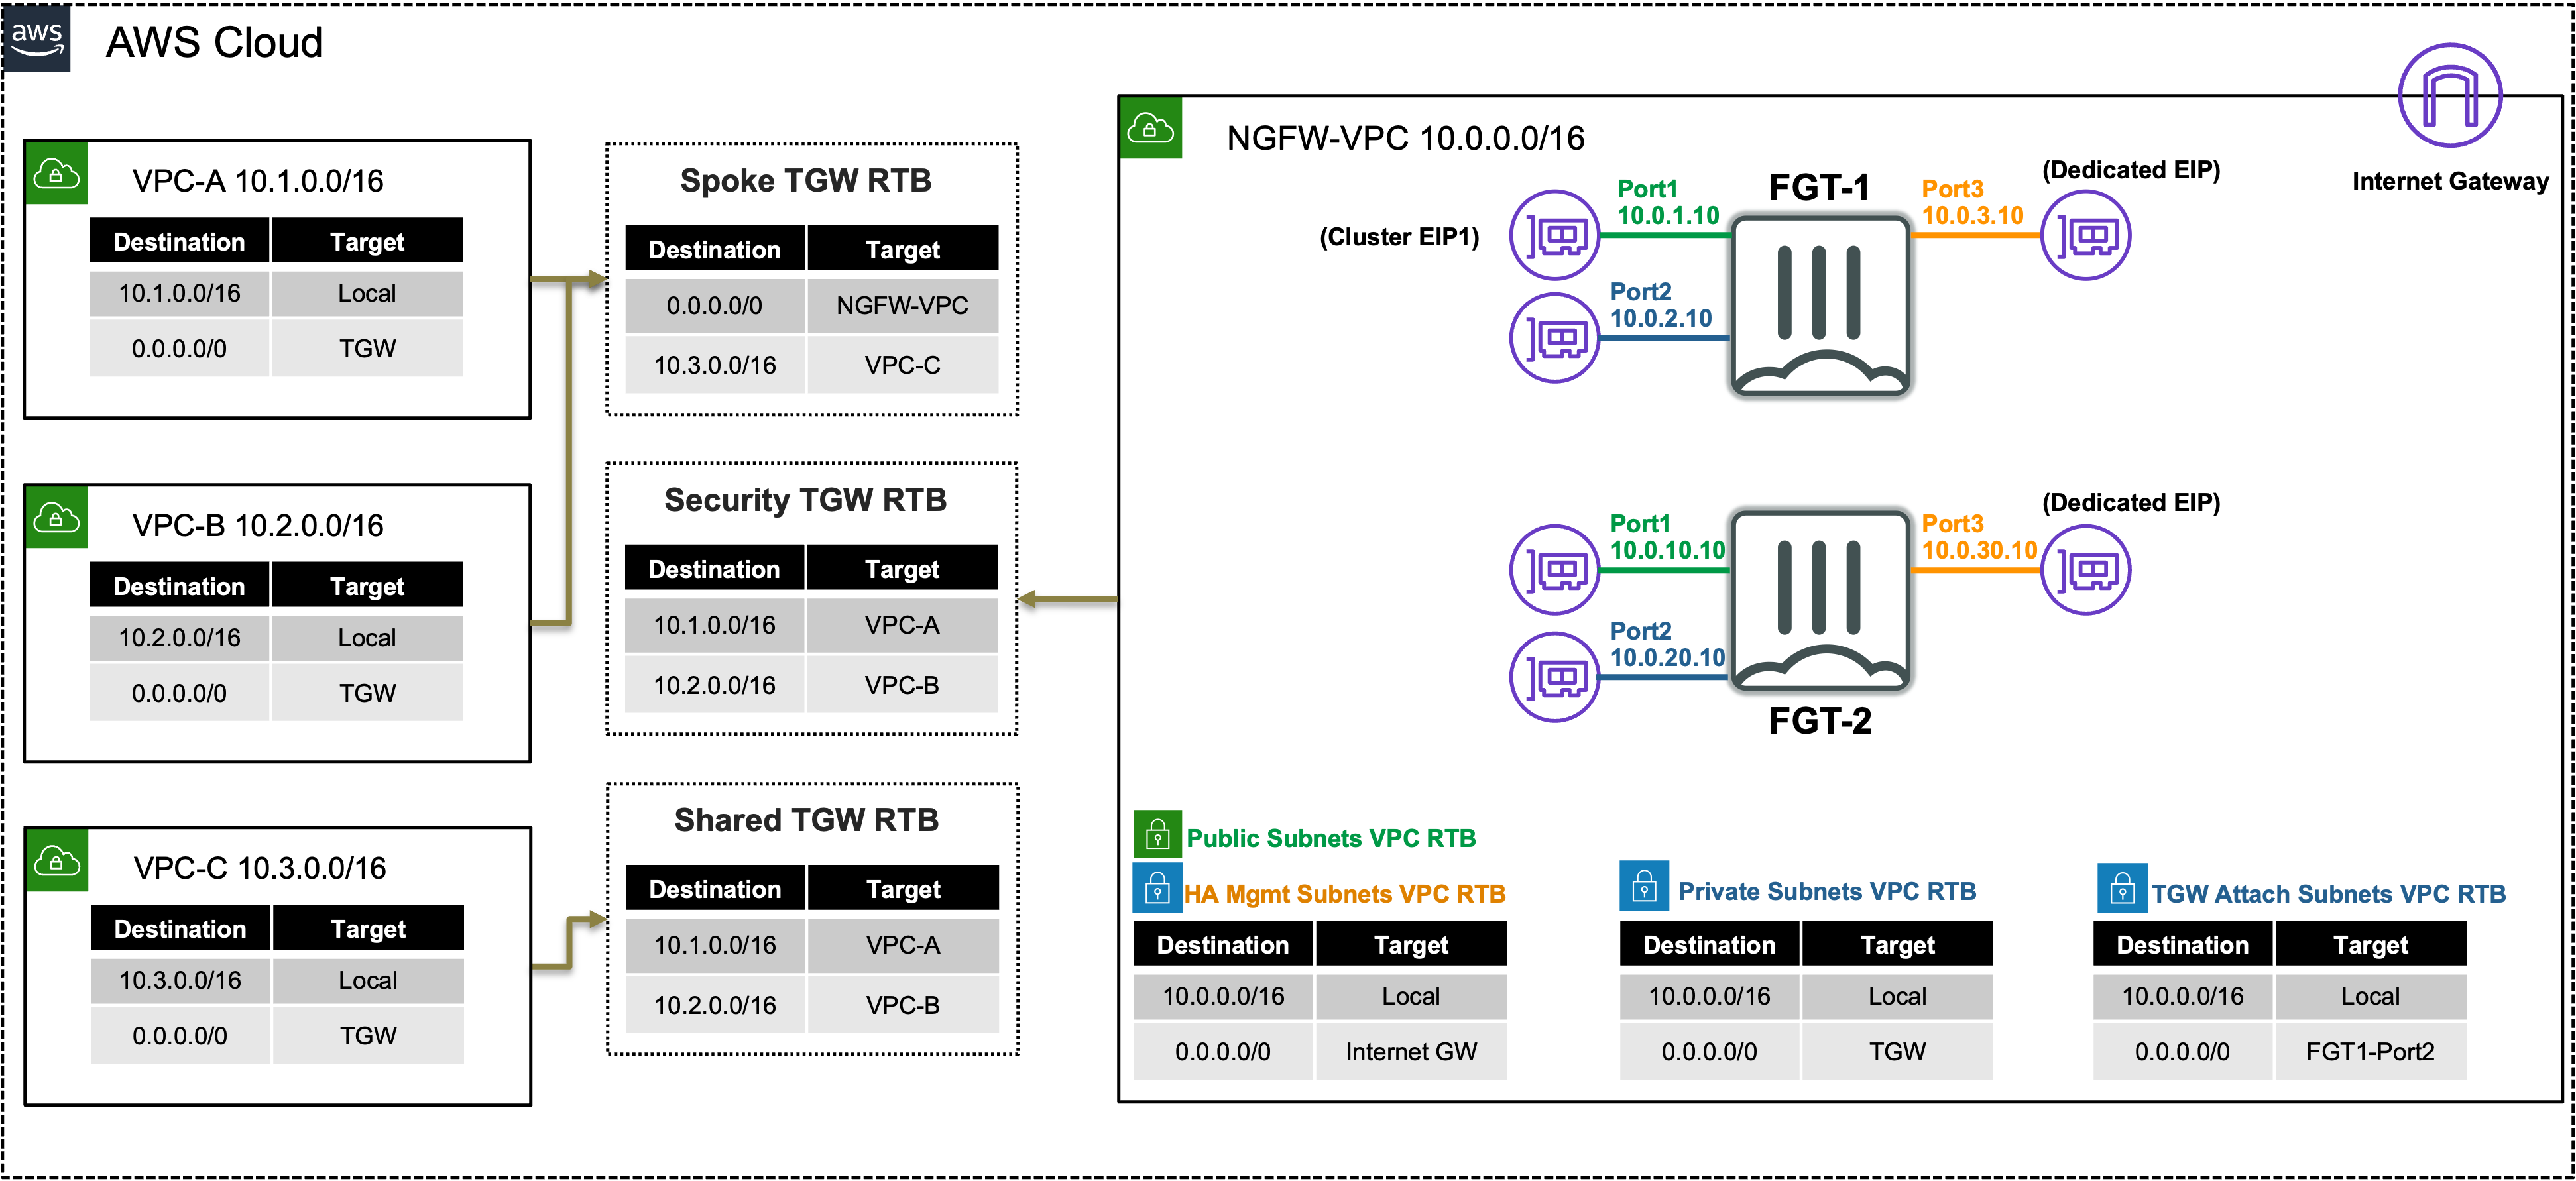 aws
AWS Cloud
VPC-A 10.1.0.0/16
Destination Target
10.1.0.0/16 Local
0.0.0.0/0 TGW
VPC-B 10.2.0.0/16
Destination Target
10.2.0.0/16 Local
0.0.0.0/0 TGW
VPC-C 10.3.0.0/16
Destination Target
10.3.0.0/16 Local
0.0.0.0/0 TGW
Spoke TGW RTB
Destination Target
0.0.0.0/0 NGFW-VPC
10.3.0.0/16 VPC-C
Security TGW RTB
Destination Target
10.1.0.0/16 VPC-A
10.2.0.0/16 VPC-B
Shared TGW RTB
Destination Target
10.1.0.0/16 VPC-A
10.2.0.0/16 VPC-B
NGFW-VPC 10.0.0.0/16
Internet Gateway
FGT-1
(Cluster EIP1)
Port1
10.0.1.10
Port2
10.0.2.10
Port3
10.0.3.10
(Dedicated EIP)
Port1
10.0.10.10
Port2
10.0.20.10
Port3
10.0.30.10
(Dedicated EIP)
FGT-2
Public Subnets VPC RTB
HA Mgmt Subnets VPC RTB
Destination Target
10.0.0.0/16 Local
0.0.0.0/0 Internet GW
Private Subnets VPC RTB
Destination Target
10.0.0.0/16 Local
0.0.0.0/0 TGW
TGW Attach Subnets VPC RTB
Destination Target
10.0.0.0/16 Local
0.0.0.0/0 FGT1-Port2